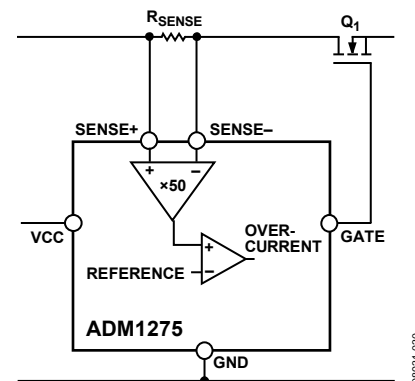 RSENSE
Q1
SENSE+
SENSE–
+
–
×50
VCC
OVER-
CURRENT
GATE
+
REFERENCE
–
ADM1275
GND